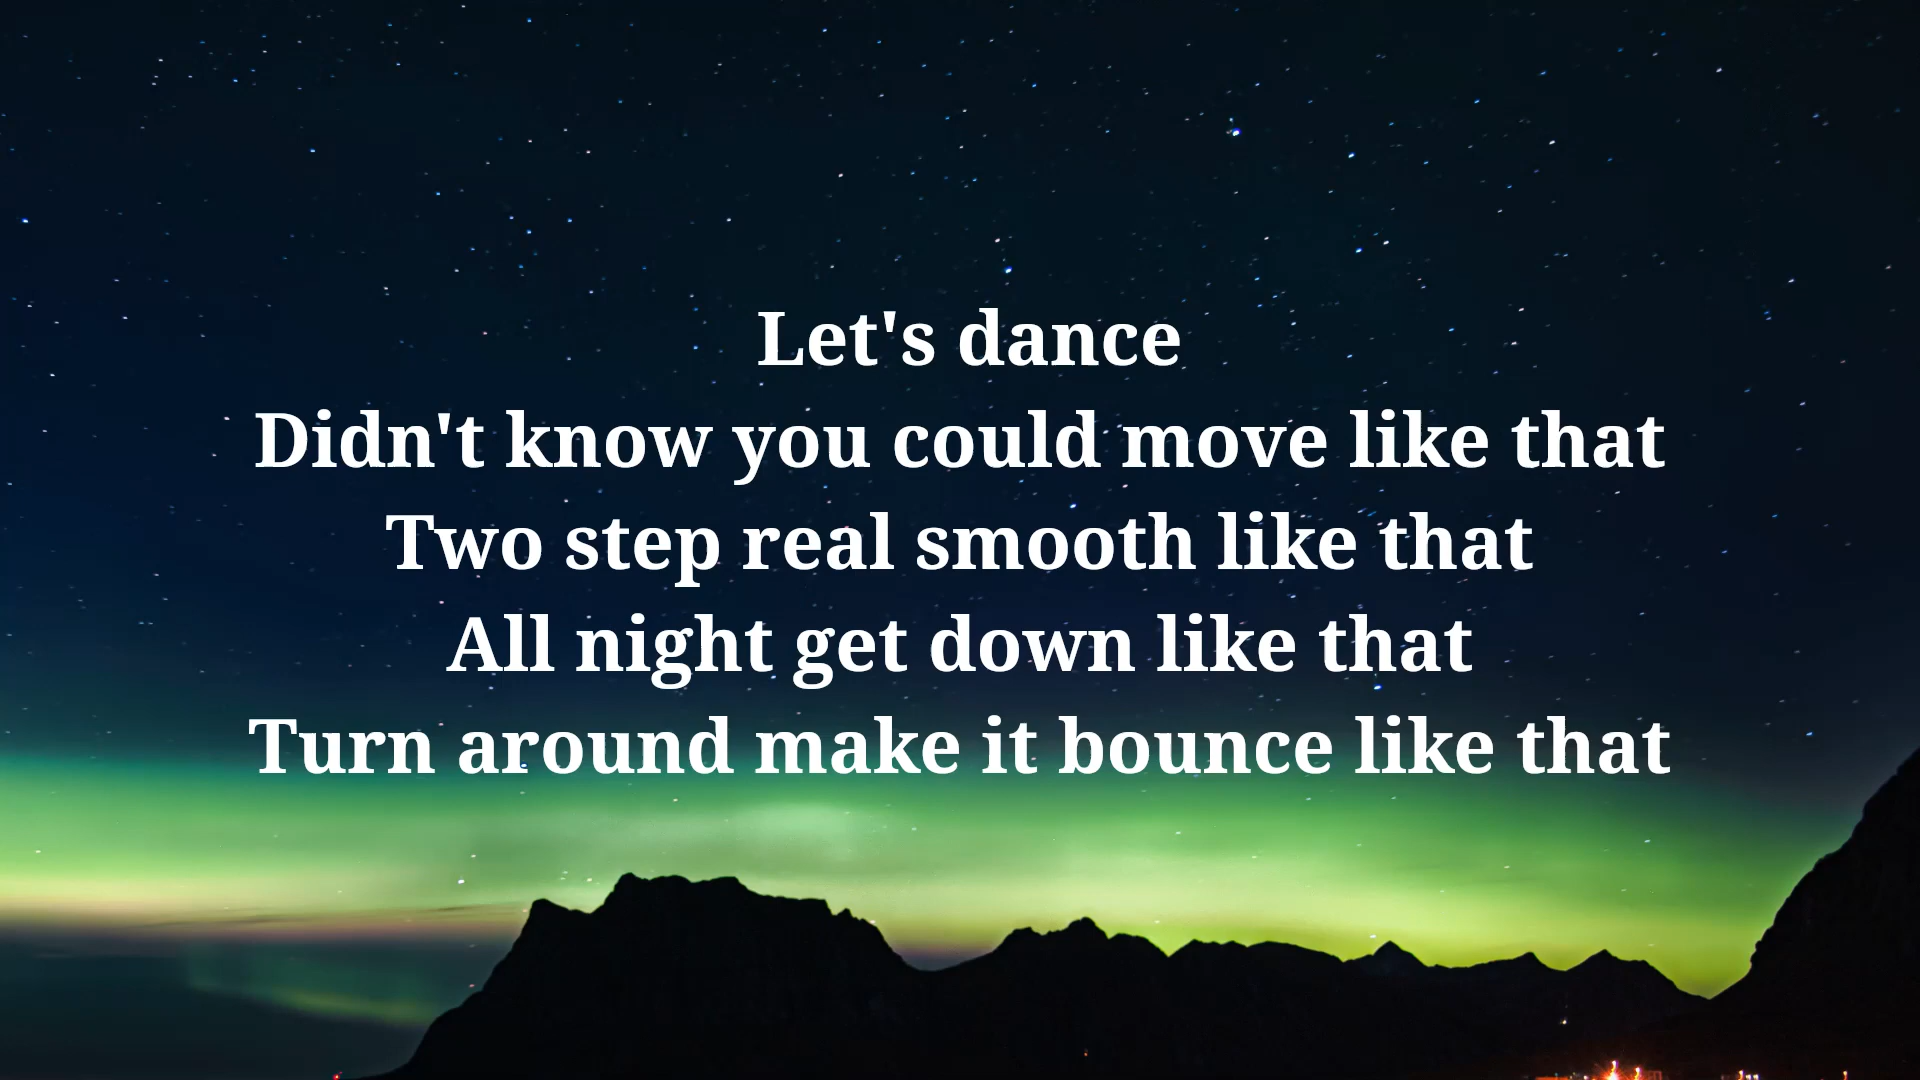 Let's dance
Didn't know you could move like that
Two step real smooth like that
All night get down like that
Turn around make it bounce like that